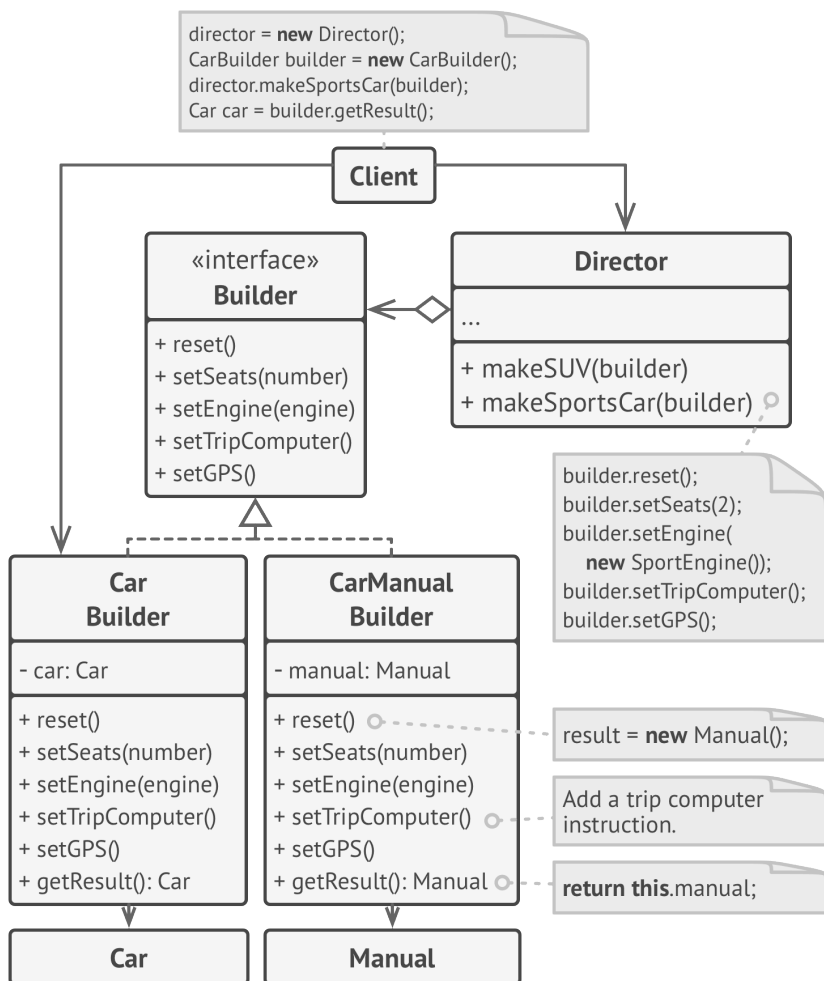 director = new Director();
CarBuilder builder = new CarBuilder();
director.makeSportsCar(builder);
Car car = builder.getResult();
Client
«interface»
Builder
+ reset()
+ setSeats(number)
+ setEngine(engine)
+ setTripComputer()
+ setGPS()
Director
...
+ makeSUV(builder)
+ makeSportsCar(builder)
builder.reset();
builder.setSeats(2);
builder.setEngine(
new SportEngine());
builder.setTripComputer();
builder.setGPS();
Car
Builder
- car: Car
+ reset()
+ setSeats(number)
+ setEngine(engine)
+ setTripComputer()
+ setGPS()
+ getResult(): Car
CarManual
Builder
- manual: Manual
+ reset()
+ setSeats(number)
+ setEngine(engine)
+ setTripComputer()
+ setGPS()
+ getResult(): Manual
result = new Manual();
Add a trip computer
instruction.
return this.manual;
Car
Manual